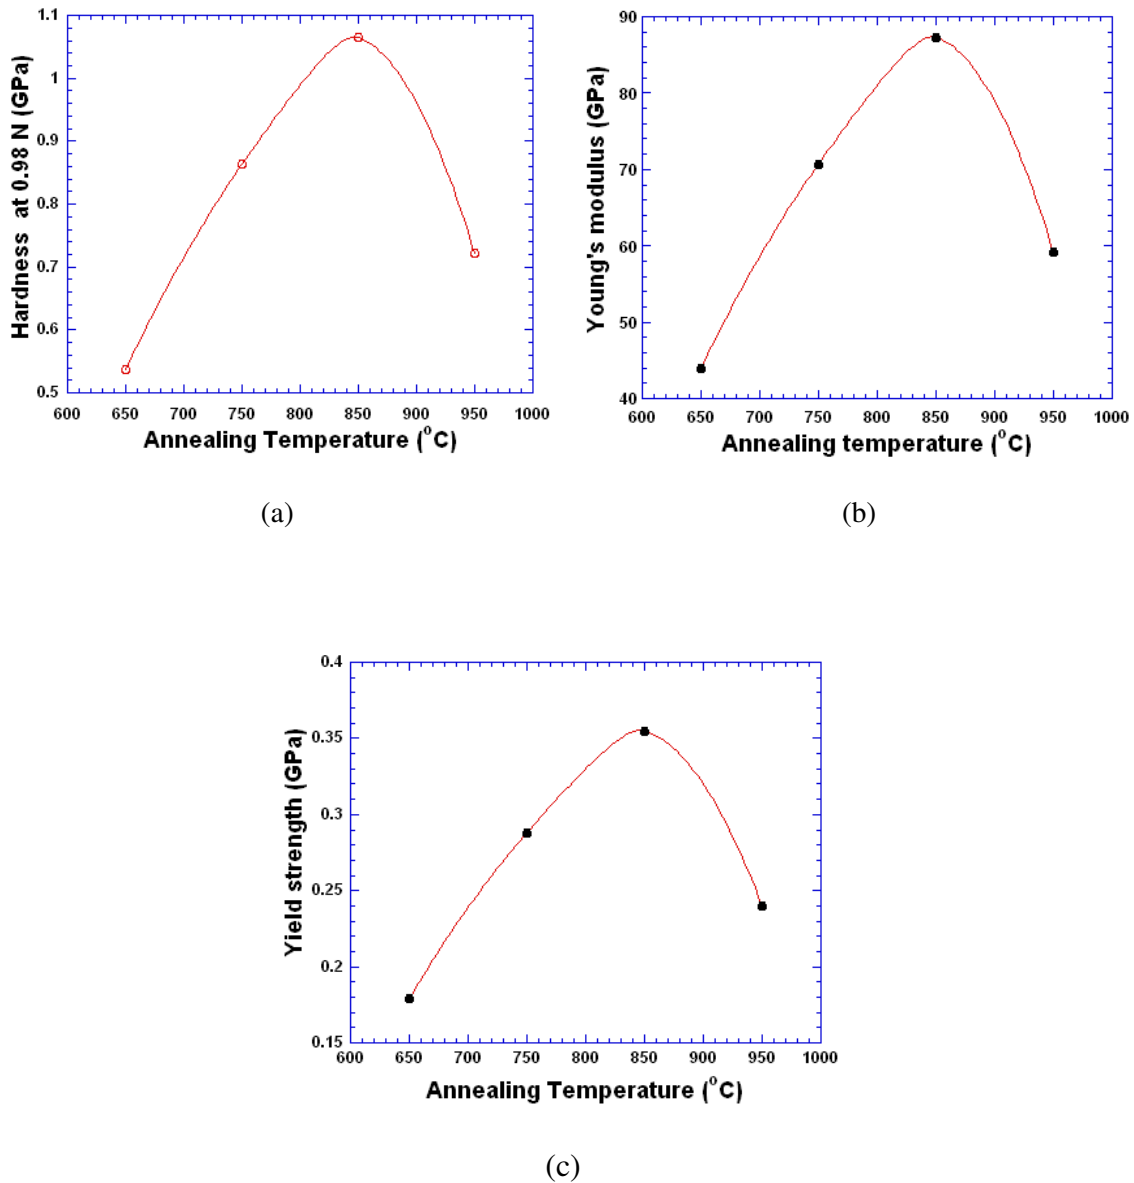 1.1
1
0.9
0.8
0.7
0.6
0.5
Hardness at 0.98 N (GPa)
600 650 700 750 800 850 900 950 1000
Annealing Temperature (°C)
(a)
90
80
70
60
50
40
Young's modulus (GPa)
600 650 700 750 800 850 900 950 1000
Annealing temperature (°C)
(b)
0.4
0.35
0.3
0.25
0.2
0.15
Yield strength (GPa)
600 650 700 750 800 850 900 950 1000
Annealing Temperature (°C)
(c)